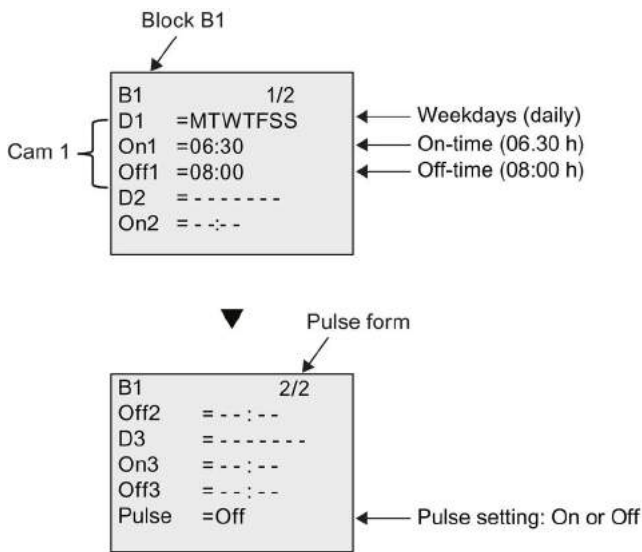 Block B1
B1 1/2
D1 =MTWTFSS
On1 =06:30
Off1 =08:00
D2 =- - - - - - -
On2 =- -:- -
Cam 1
Weekdays (daily)
On-time (06.30 h)
Off-time (08:00 h)
Pulse form
B1 2/2
Off2 =- - : - -
D3 =- - - - - - -
On3 =- - : - -
Off3 =- - : - -
Pulse =Off
Pulse setting: On or Off